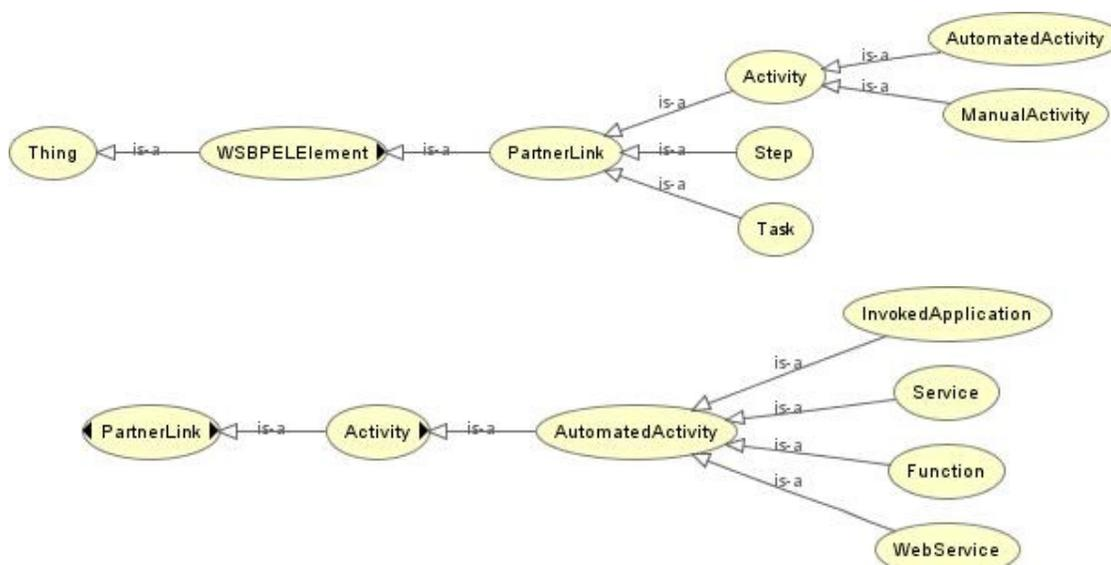 AutomatedActivity
is-a
Activity
is-a
is-a
ManualActivity
Thing
is-a
WSBPELElement
is-a
PartnerLink
is-a
Step
is-a
Task
InvokedApplication
is-a
Service
is-a
PartnerLink
is-a
Activity
is-a
AutomatedActivity
is-a
Function
is-a
WebService